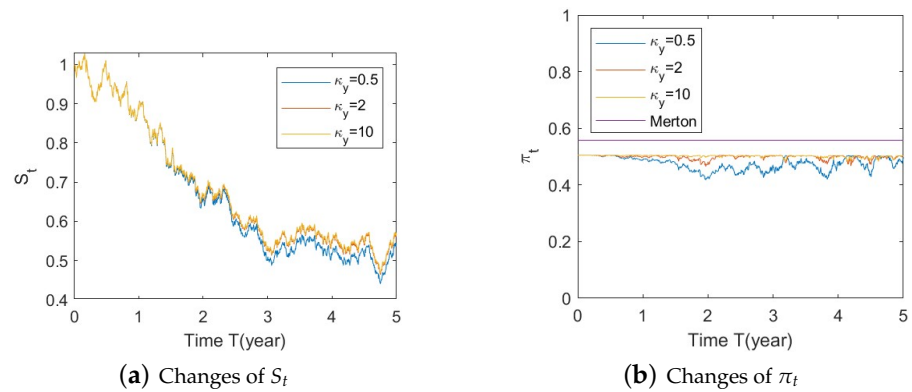 1
0.9
0.8
0.7
0.6
0.5
0.4
S_t
0 1 2 3 4 5
Time T(year)
κ_y=0.5
κ_y=2
κ_y=10
(a) Changes of S_t
1
0.8
0.6
0.4
0.2
0
π_t
0 1 2 3 4 5
Time T(year)
κ_y=0.5
κ_y=2
κ_y=10
Merton
(b) Changes of π_t